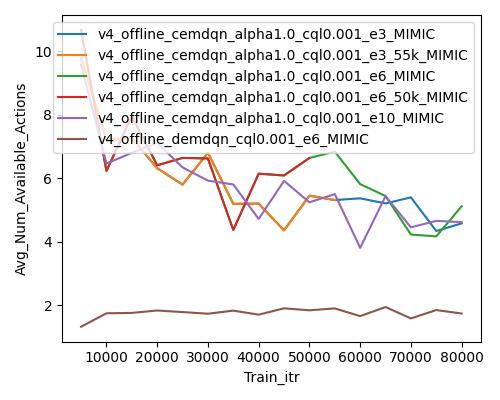 v4_offline_cemdqn_alpha1.0_cql0.001_e3_MIMIC
v4_offline_cemdqn_alpha1.0_cql0.001_e3_55k_MIMIC
v4_offline_cemdqn_alpha1.0_cql0.001_e6_MIMIC
v4_offline_cemdqn_alpha1.0_cql0.001_e6_50k_MIMIC
v4_offline_cemdqn_alpha1.0_cql0.001_e10_MIMIC
v4_offline_demdqn_cql0.001_e6_MIMIC
Avg_Num_Available_Actions
10
8
6
4
2
10000 20000 30000 40000 50000 60000 70000 80000
Train_itr